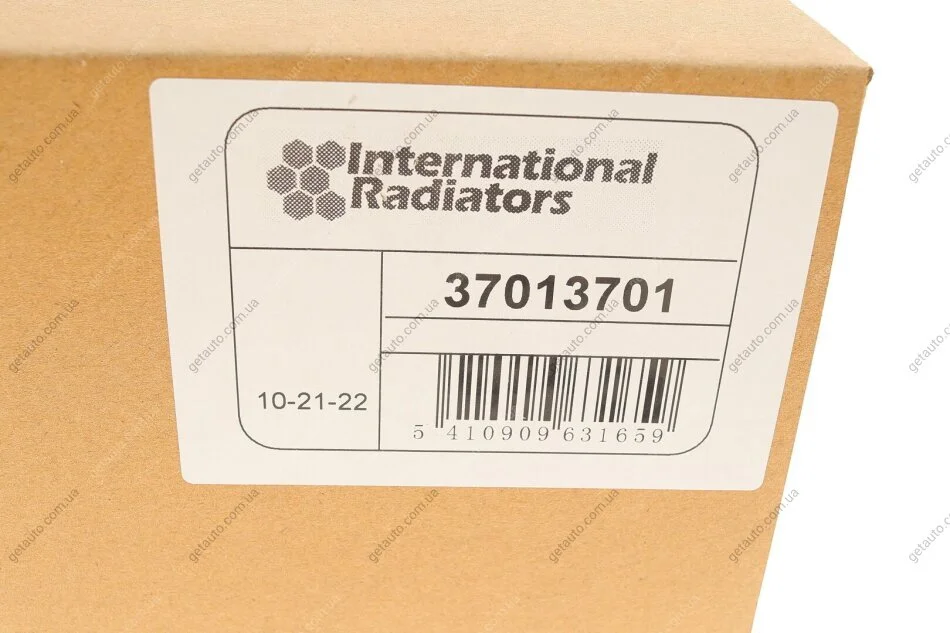 International
Radiators
37013701
10-21-22
5 410909 631659
getauto.com.ua